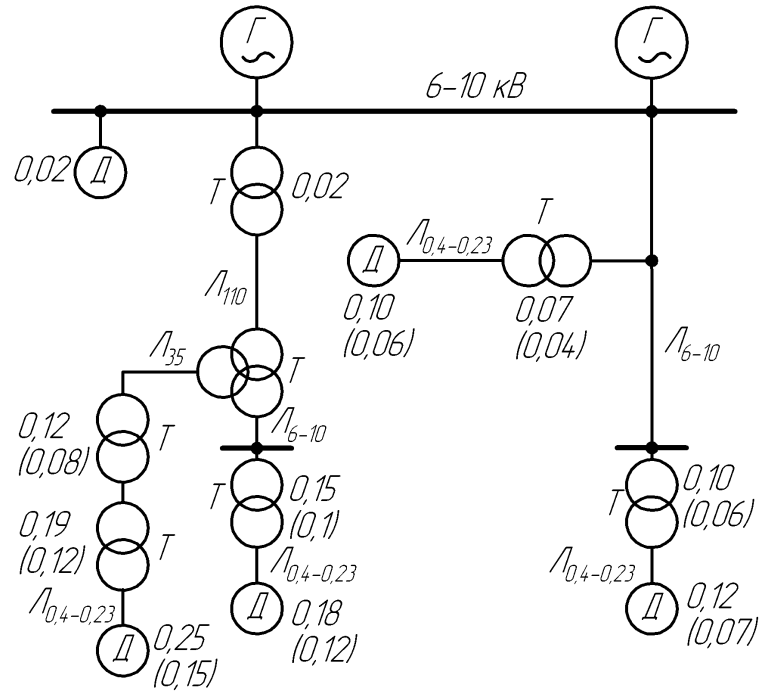 Г
Г
6–10 кВ
0,02
Д
Т
0,02
Т
Л0,4–0,23
Д
0,10
(0,06)
0,07
(0,04)
Л110
Л35
Т
Л6–10
Л6–10
0,12
(0,08)
Т
Т
0,15
(0,1)
0,10
(0,06)
Т
0,19
(0,12)
Т
Л0,4–0,23
Л0,4–0,23
Л0,4–0,23
Д
0,25
(0,15)
Д
0,18
(0,12)
Д
0,12
(0,07)